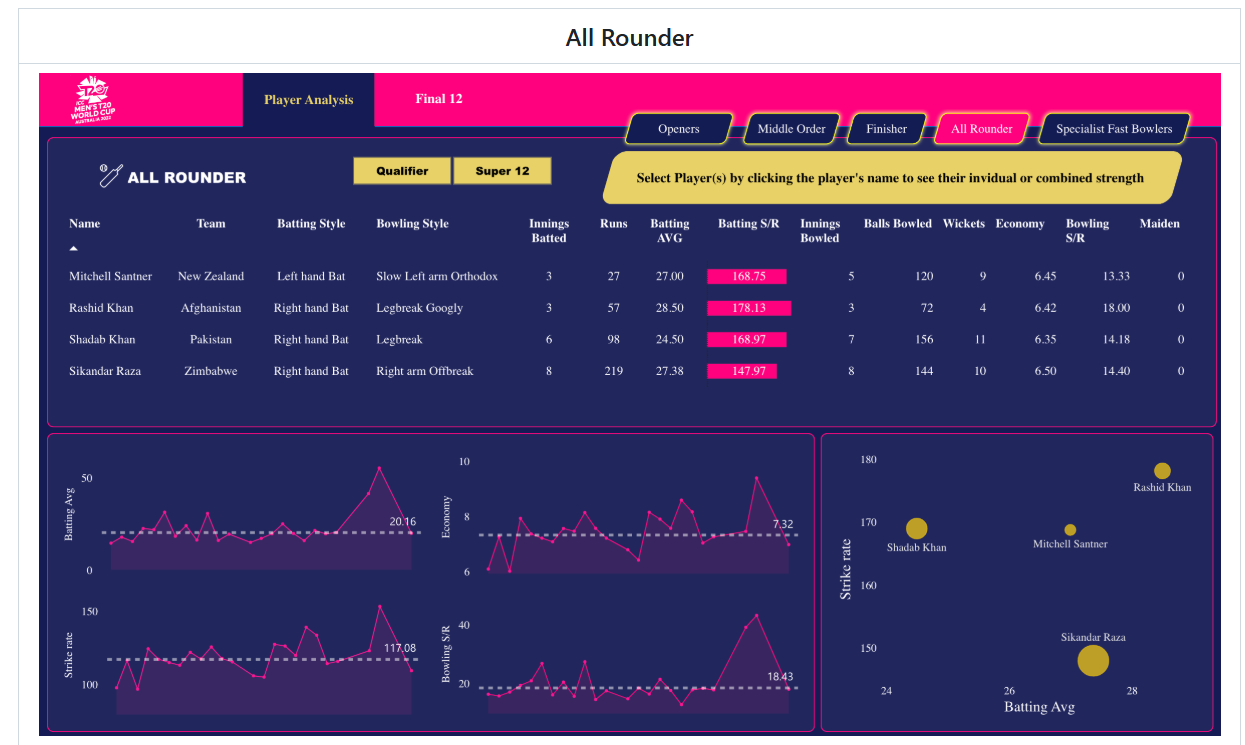 All Rounder
T20
ICC
MEN'S T20
WORLD CUP
AUSTRALIA 2022
Player Analysis
Final 12
Openers
Middle Order
Finisher
All Rounder
Specialist Fast Bowlers
ALL ROUNDER
Qualifier
Super 12
Select Player(s) by clicking the player's name to see their invidual or combined strength
Name Team Batting Style Bowling Style Innings Batted Runs Batting AVG Batting S/R Innings Bowled Balls Bowled Wickets Economy Bowling S/R Maiden
Mitchell Santner New Zealand Left hand Bat Slow Left arm Orthodox 3 27 27.00 168.75 5 120 9 6.45 13.33 0
Rashid Khan Afghanistan Right hand Bat Legbreak Googly 3 57 28.50 178.13 3 72 4 6.42 18.00 0
Shadab Khan Pakistan Right hand Bat Legbreak 6 98 24.50 168.97 7 156 11 6.35 14.18 0
Sikandar Raza Zimbabwe Right hand Bat Right arm Offbreak 8 219 27.38 147.97 8 144 10 6.50 14.40 0
Batting Avg
50
0
20.16
Economy
10
8
6
7.32
Strike rate
150
100
117.08
Bowling S/R
40
20
18.43
Strike rate
180
170
160
150
Rashid Khan
Shadab Khan
Mitchell Santner
Sikandar Raza
24 26 28
Batting Avg